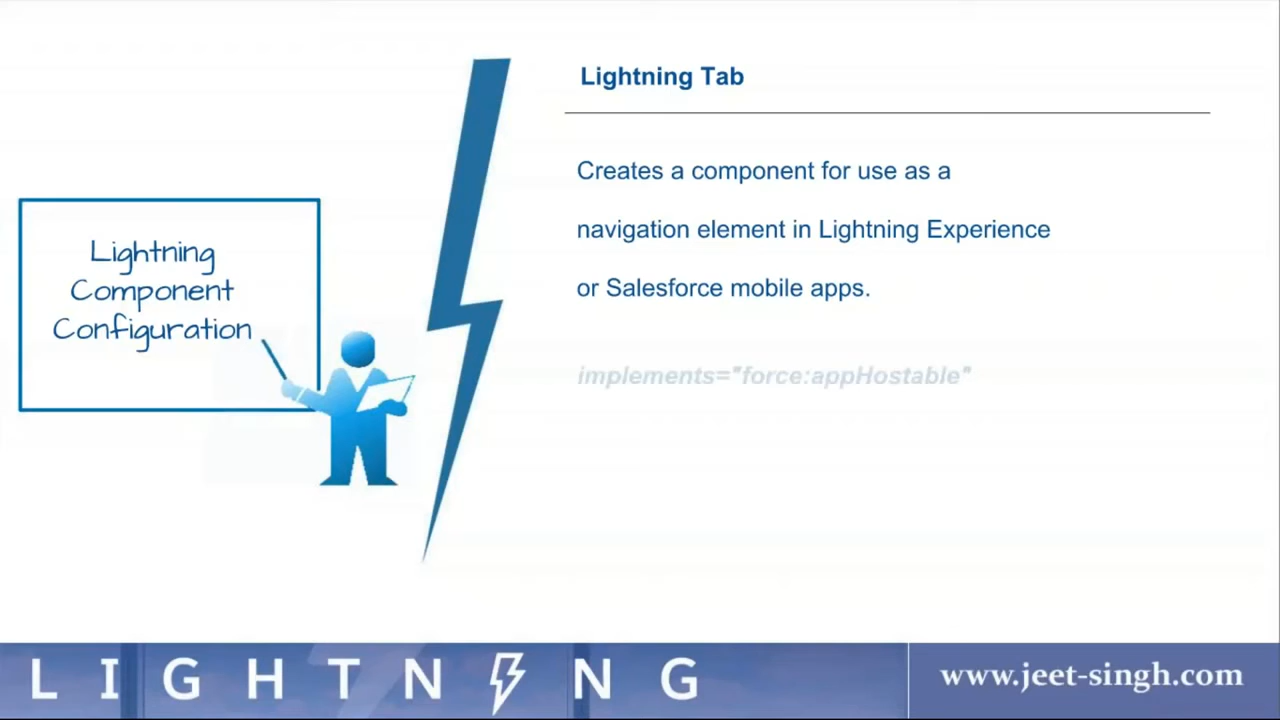 Lightning Tab
Creates a component for use as a
navigation element in Lightning Experience
or Salesforce mobile apps.
implements="force:appHostable"
Lightning
Component
Configuration
LIGHTNING
www.jeet-singh.com